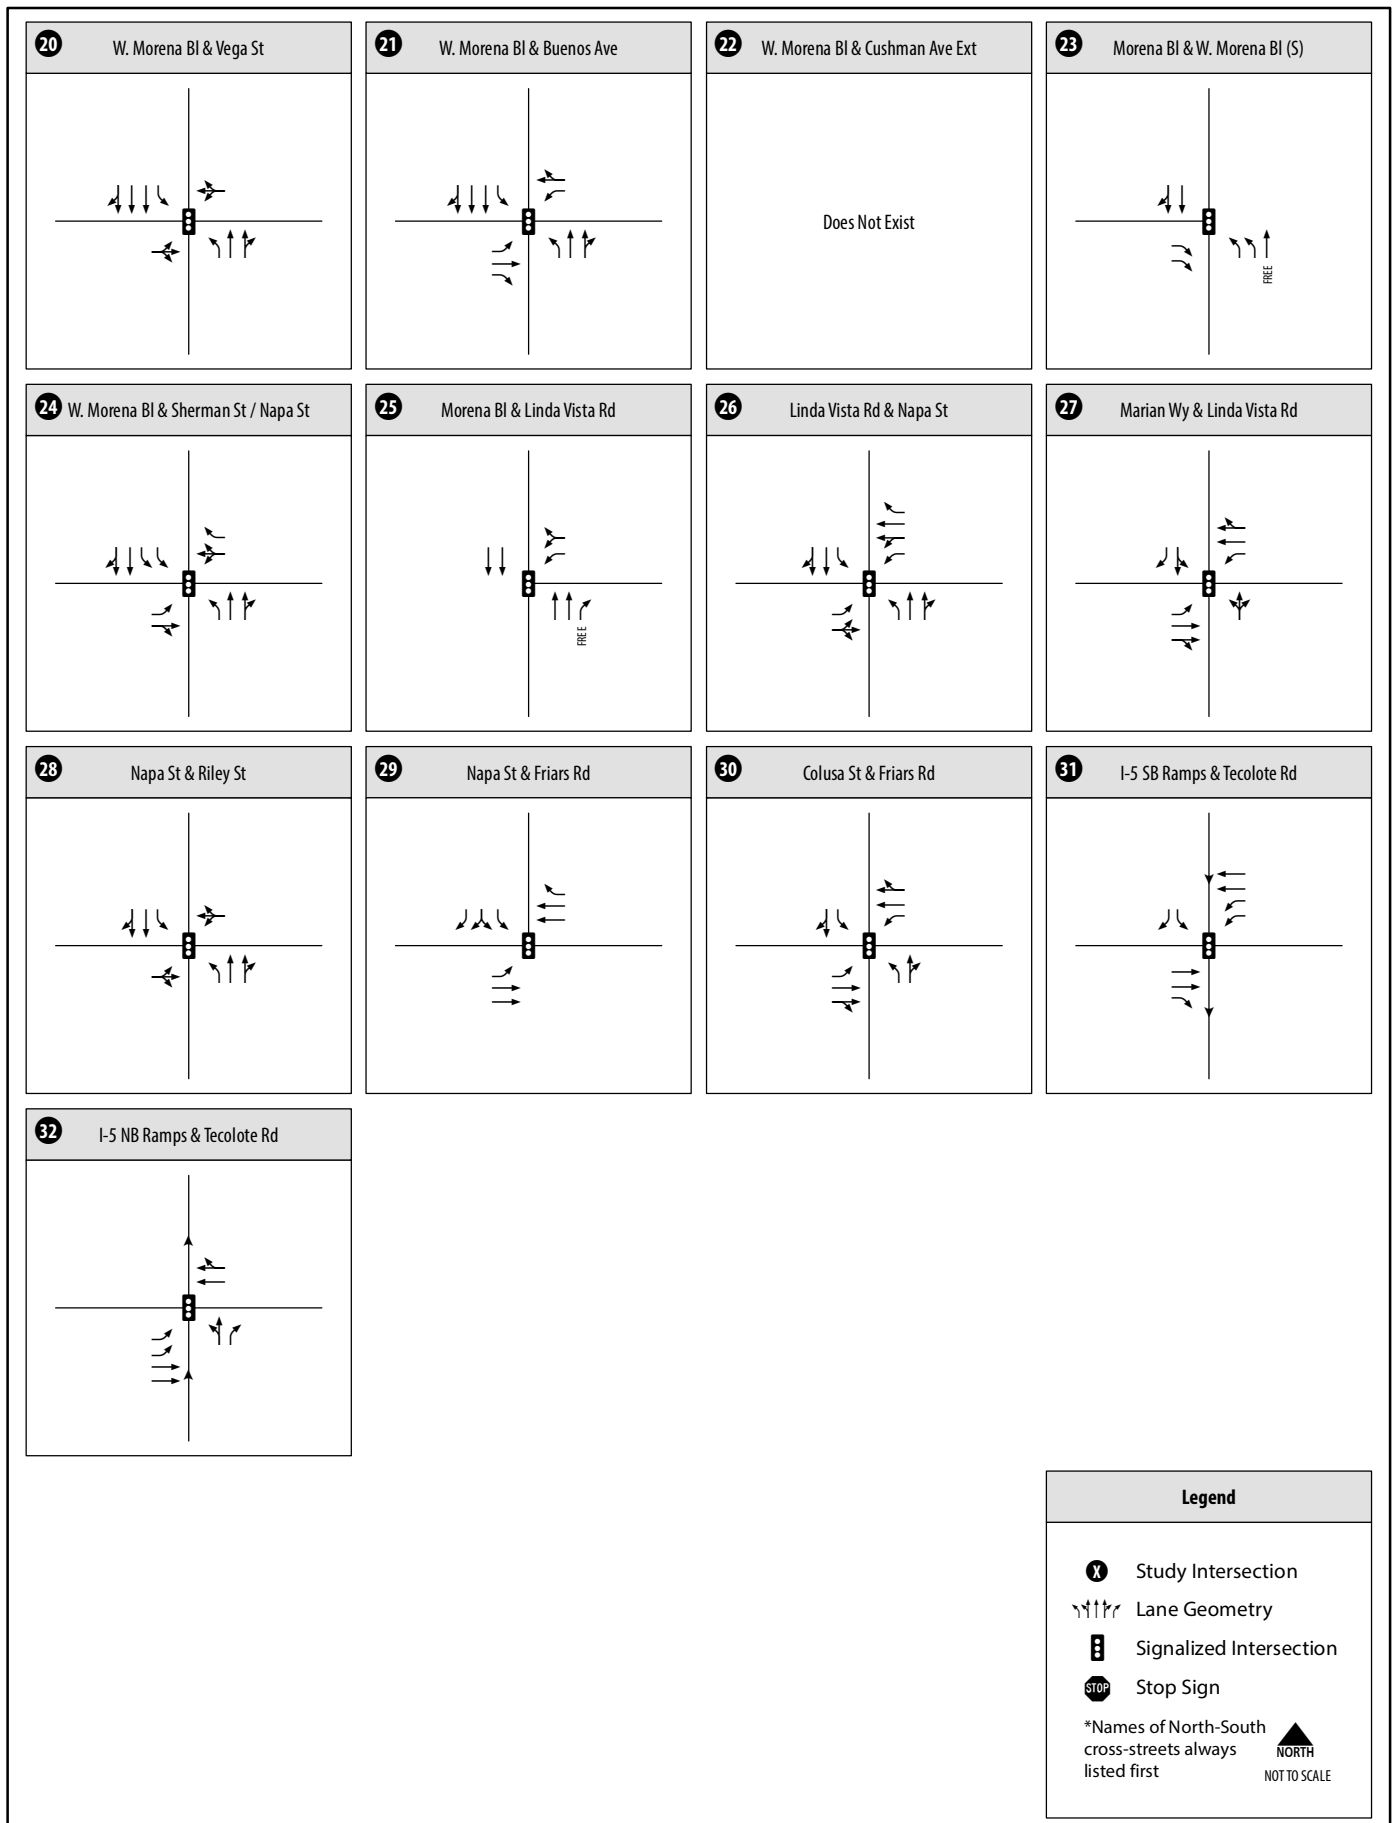 20 W. Morena Bl & Vega St
21 W. Morena Bl & Buenos Ave
22 W. Morena Bl & Cushman Ave Ext
23 Morena Bl & W. Morena Bl (S)
Does Not Exist
FREE
24 W. Morena Bl & Sherman St / Napa St
25 Morena Bl & Linda Vista Rd
26 Linda Vista Rd & Napa St
27 Marian Wy & Linda Vista Rd
FREE
28 Napa St & Riley St
29 Napa St & Friars Rd
30 Colusa St & Friars Rd
31 I-5 SB Ramps & Tecolote Rd
32 I-5 NB Ramps & Tecolote Rd
Legend
X Study Intersection
Lane Geometry
Signalized Intersection
STOP Stop Sign
*Names of North-South
cross-streets always
listed first
NORTH
NOT TO SCALE